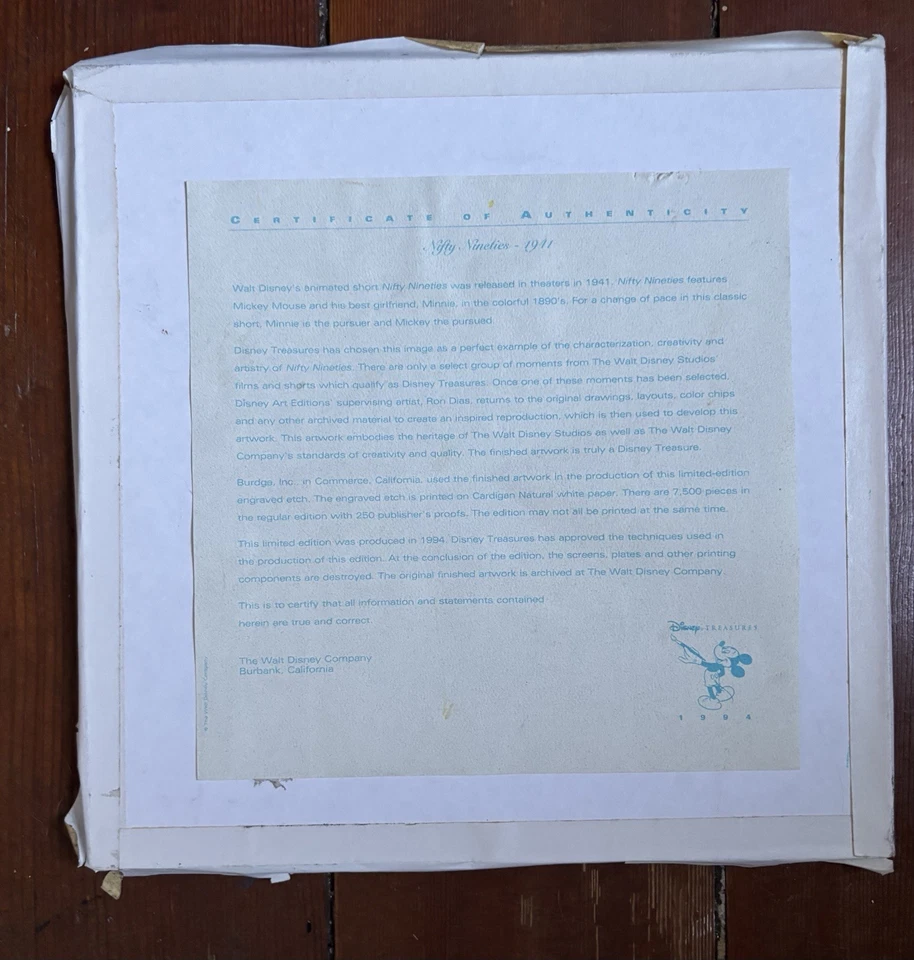 CERTIFICATE OF AUTHENTICITY
Nifty Nineties - 1941
Walt Disney's animated short Nifty Nineties was released in theaters in 1941. Nifty Nineties features
Mickey Mouse and his best girlfriend, Minnie, in the colorful 1890's. For a change of pace in this classic
short, Minnie is the pursuer and Mickey the pursued.
Disney Treasures has chosen this image as a perfect example of the characterization, creativity and
artistry of Nifty Nineties. There are only a select group of moments from The Walt Disney Studios'
films and shorts which qualify as Disney Treasures. Once one of these moments has been selected,
Disney Art Editions' supervising artist, Ron Dias, returns to the original drawings, layouts, color chips
and any other archived material to create an inspired reproduction, which is then used to develop this
artwork. This artwork embodies the heritage of The Walt Disney Studios as well as The Walt Disney
Company's standards of creativity and quality. The finished artwork is truly a Disney Treasure.
Burdge, Inc., in Commerce, California, used the finished artwork in the production of this limited-edition
engraved etch. The engraved etch is printed on Cardigan Natural white paper. There are 7,500 pieces in
the regular edition with 250 publisher's proofs. The edition may not all be printed at the same time.
This limited edition was produced in 1994. Disney Treasures has approved the techniques used in
the production of this edition. At the conclusion of the edition, the screens, plates and other printing
components are destroyed. The original finished artwork is archived at The Walt Disney Company.
This is to certify that all information and statements contained
herein are true and correct.
The Walt Disney Company
Burbank, California
Disney TREASURES
1994
© The Walt Disney Company